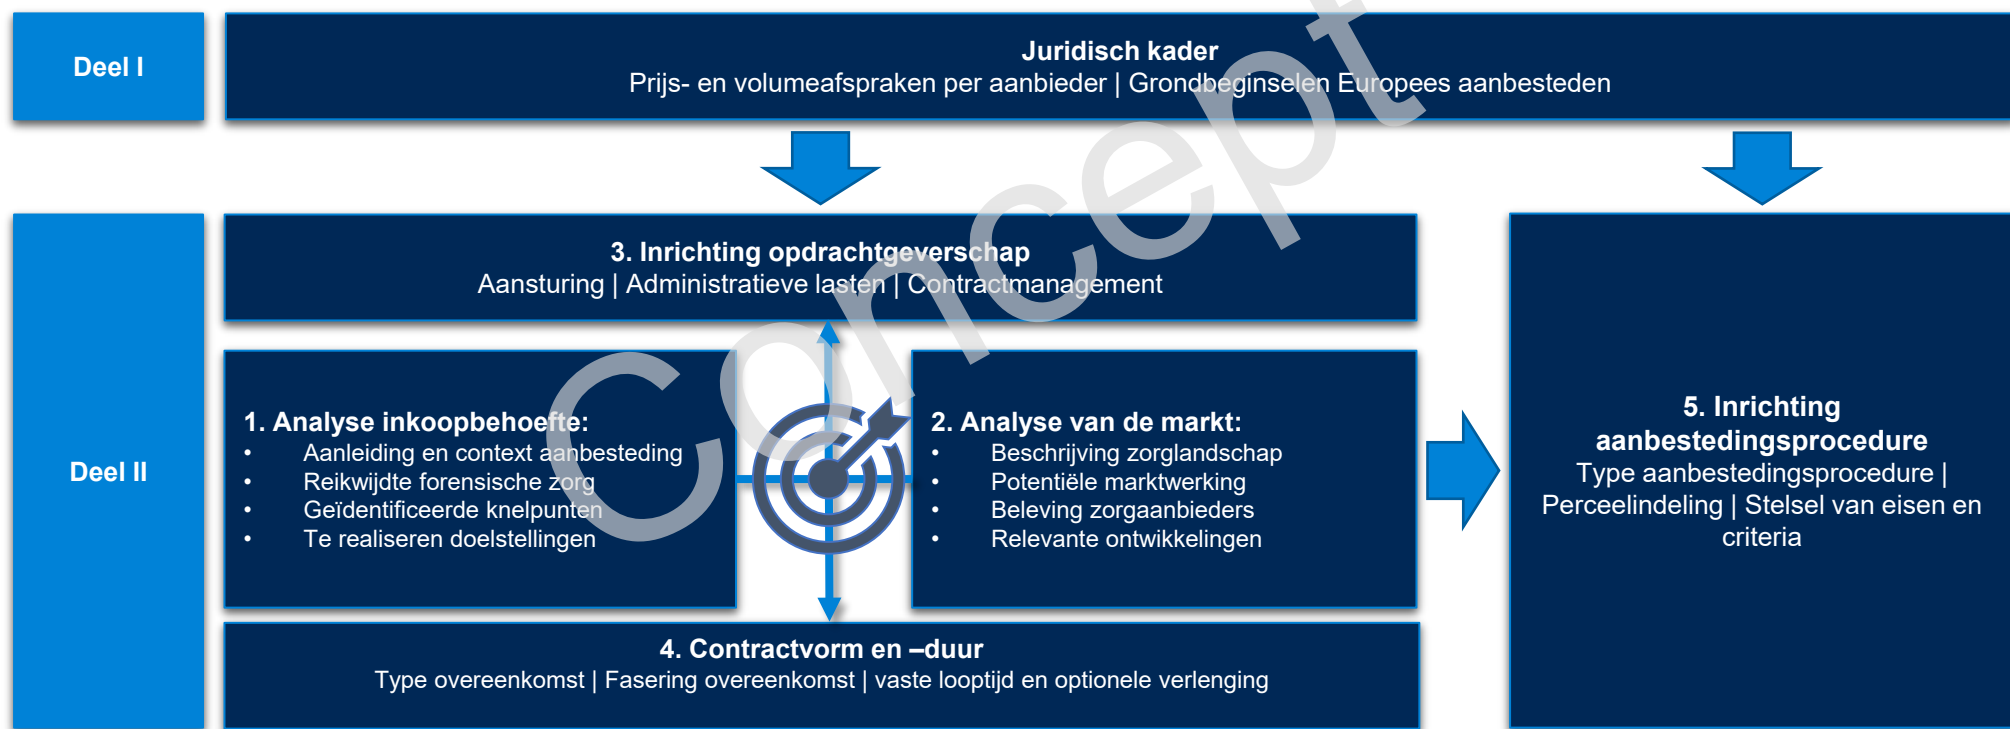 Deel I
Juridisch kader
Prijs- en volumeafspraken per aanbieder | Grondbeginselen Europees aanbesteden
Deel II
3. Inrichting opdrachtgeverschap
Aansturing | Administratieve lasten | Contractmanagement
1. Analyse inkoopbehoefte:
• Aanleiding en context aanbesteding
• Reikwijdte forensische zorg
• Geïdentificeerde knelpunten
• Te realiseren doelstellingen
2. Analyse van de markt:
• Beschrijving zorglandschap
• Potentiële marktwerking
• Beleving zorgaanbieders
• Relevante ontwikkelingen
4. Contractvorm en –duur
Type overeenkomst | Fasering overeenkomst | vaste looptijd en optionele verlenging
5. Inrichting
aanbestedingsprocedure
Type aanbestedingsprocedure |
Perceelindeling | Stelsel van eisen en
criteria
Concept